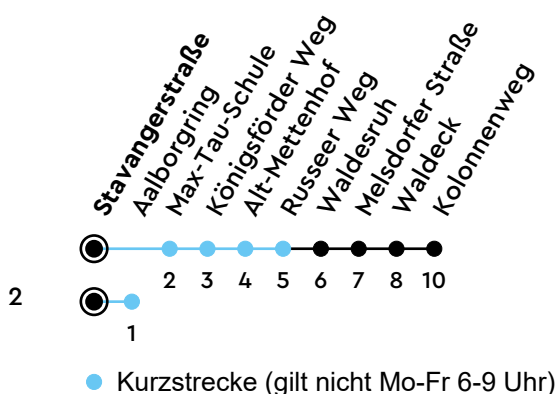 Stavangerstraße
Aalborgring
Max-Tau-Schule
Königsförder Weg
Alt-Mettenhof
Russeer Weg
Waldesruh
Melsdorfer Straße
Waldeck
Kolonnenweg
2 3 4 5 6 7 8 10
2
1
Kurzstrecke (gilt nicht Mo-Fr 6-9 Uhr)